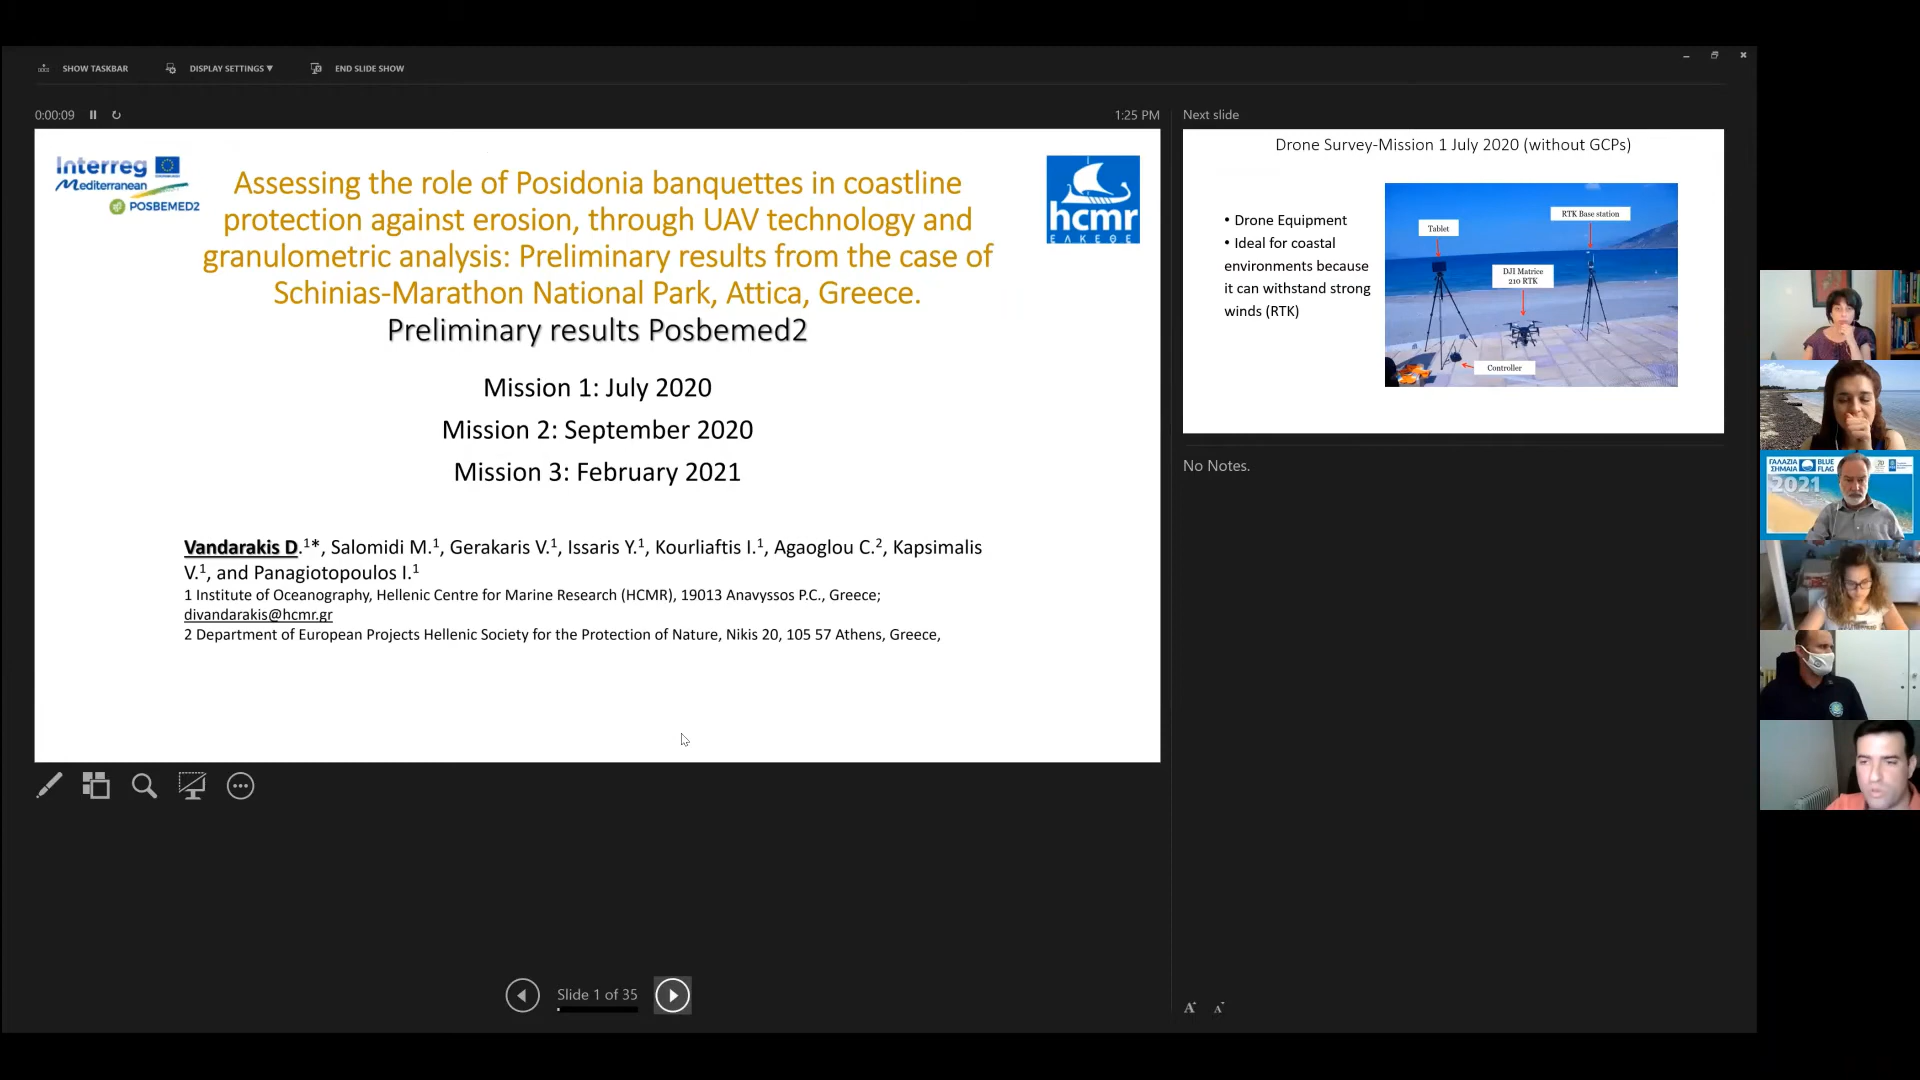 SHOW TASKBAR
DISPLAY SETTINGS ▼
END SLIDE SHOW
0:00:09
1:25 PM
Next slide
Interreg
Mediterranean
POSBEMED2
Assessing the role of Posidonia banquettes in coastline
protection against erosion, through UAV technology and
granulometric analysis: Preliminary results from the case of
Schinias-Marathon National Park, Attica, Greece.
Preliminary results Posbemed2
hcmr
ΕΛΚΕΘΕ
Mission 1: July 2020
Mission 2: September 2020
Mission 3: February 2021
Vandarakis D.¹*, Salomidi M.¹, Gerakaris V.¹, Issaris Y.¹, Kourliaftis I.¹, Agaoglou C.², Kapsimalis
V.¹, and Panagiotopoulos I.¹
1 Institute of Oceanography, Hellenic Centre for Marine Research (HCMR), 19013 Anavyssos P.C., Greece;
divandarakis@hcmr.gr
2 Department of European Projects Hellenic Society for the Protection of Nature, Nikis 20, 105 57 Athens, Greece,
Drone Survey-Mission 1 July 2020 (without GCPs)
• Drone Equipment
• Ideal for coastal
environments because
it can withstand strong
winds (RTK)
Tablet
RTK Base station
DJI Matrice
210 RTK
Controller
No Notes.
Slide 1 of 35
ΓΑΛΑΖΙΑ
ΣΗΜΑΙΑ
BLUE
FLAG
2021